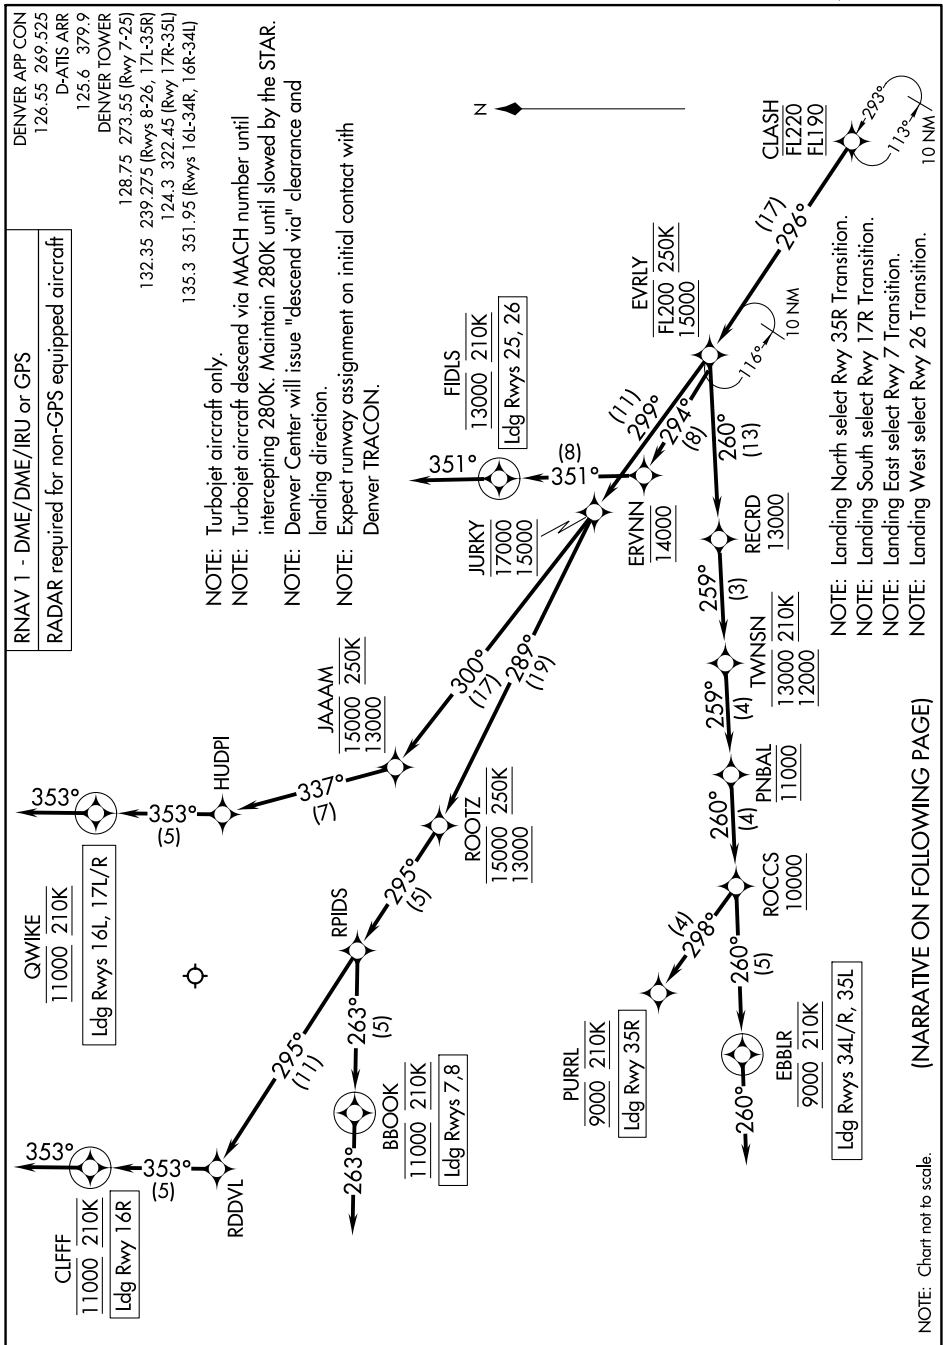 RNAV 1 - DME/DME/IRU or GPS
RADAR required for non-GPS equipped aircraft
DENVER APP CON
126.55 269.525
D-ATIS ARR
125.6 379.9
DENVER TOWER
128.75 273.55 (Rwy 7-25)
132.35 239.275 (Rwys 8-26, 17L-35R)
124.3 322.45 (Rwy 17R-35L)
135.3 351.95 (Rwys 16L-34R, 16R-34L)
NOTE: Turbojet aircraft only.
NOTE: Turbojet aircraft descend via MACH number until
intercepting 280K. Maintain 280K until slowed by the STAR.
NOTE: Denver Center will issue "descend via" clearance and
landing direction.
NOTE: Expect runway assignment on initial contact with
Denver TRACON.
N
CLFFF
11000 210K
Ldg Rwy 16R
353°
353°
(5)
RDDVL
295°
(11)
QWIKE
11000 210K
Ldg Rwys 16L, 17L/R
353°
353°
(5)
HUDPI
337°
(7)
JAAAM
15000 250K
13000
300°
(17)
289°
(19)
RPIDS
295°
(5)
ROOTZ
15000 250K
13000
263°
(5)
263°
BBOOK
11000 210K
Ldg Rwys 7,8
FIDLS
13000 210K
Ldg Rwys 25, 26
351°
351°
(8)
JURKY
17000
15000
ERVNN
14000
(11)
299°
294°
(8)
EVRLY
FL200 250K
15000
116°
10 NM
CLASH
FL220
FL190
(17)
296°
293°
113°
10 NM
260°
(13)
RECRD
13000
259°
(3)
TWNSN
13000 210K
12000
259°
(4)
PNBAL
11000
260°
(4)
ROCCS
10000
(4)
298°
PURRL
9000 210K
Ldg Rwy 35R
260°
(5)
EBBLR
9000 210K
Ldg Rwys 34L/R, 35L
260°
NOTE: Landing North select Rwy 35R Transition.
NOTE: Landing South select Rwy 17R Transition.
NOTE: Landing East select Rwy 7 Transition.
NOTE: Landing West select Rwy 26 Transition.
(NARRATIVE ON FOLLOWING PAGE)
NOTE: Chart not to scale.